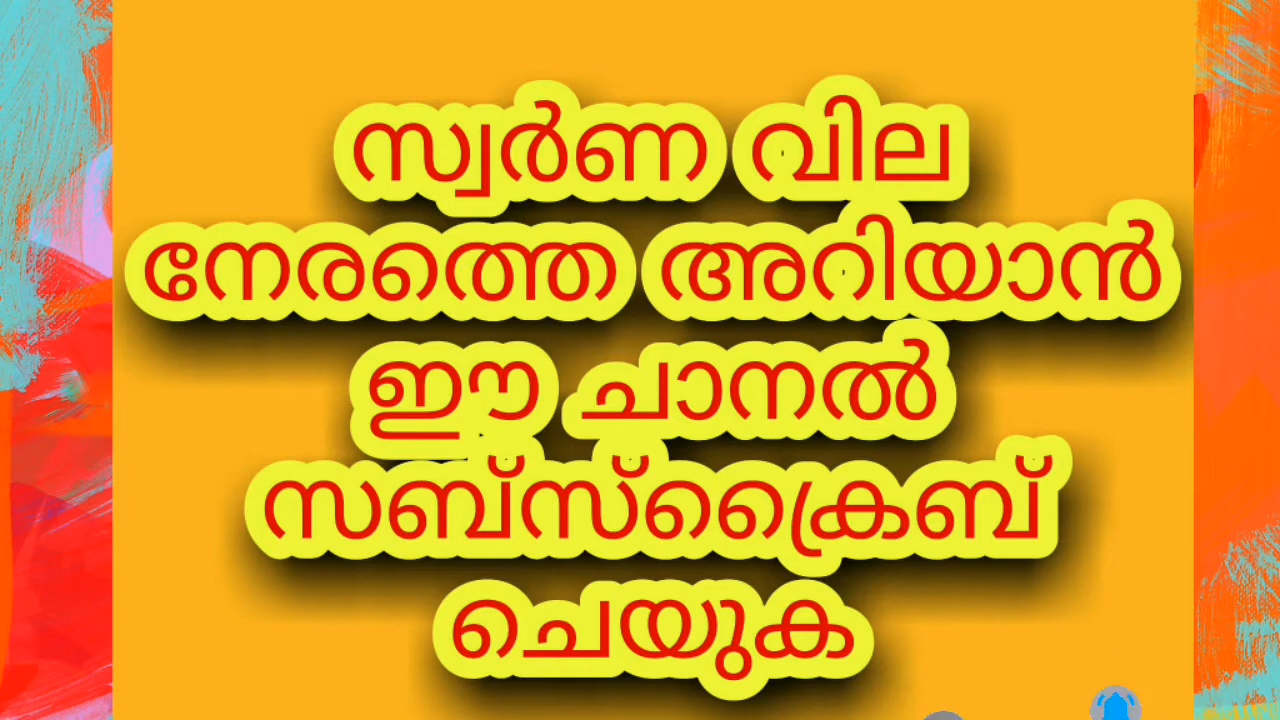 സ്വർണ വില
നേരത്തെ അറിയാൻ
ഈ ചാനൽ
സബ്സ്ക്രൈബ്
ചെയുക